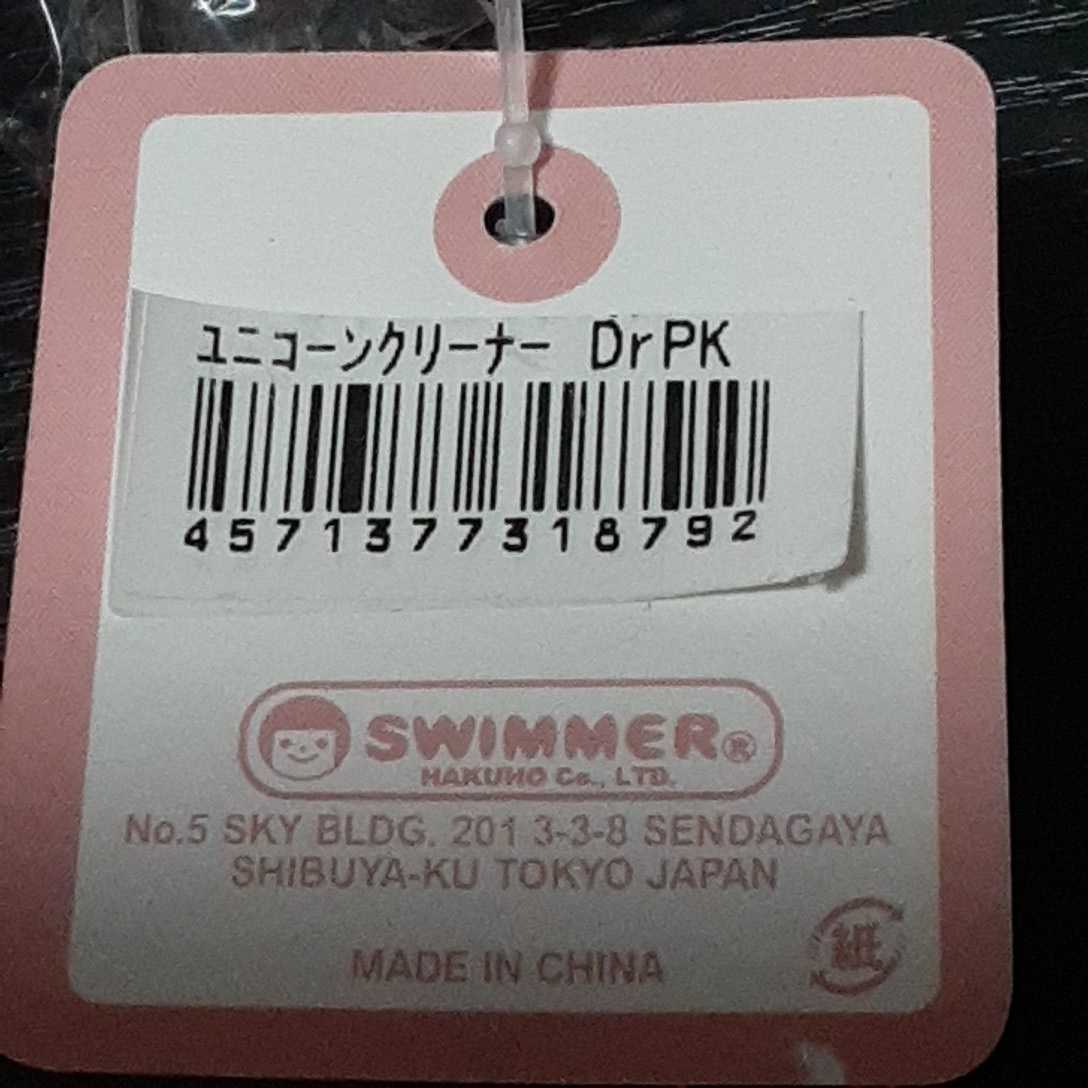 ユニコーンクリーナー DrPK
4571377318792
SWIMMER®
HAKUHO Co., LTD.
No.5 SKY BLDG. 201 3-3-8 SENDAGAYA
SHIBUYA-KU TOKYO JAPAN
MADE IN CHINA
紙